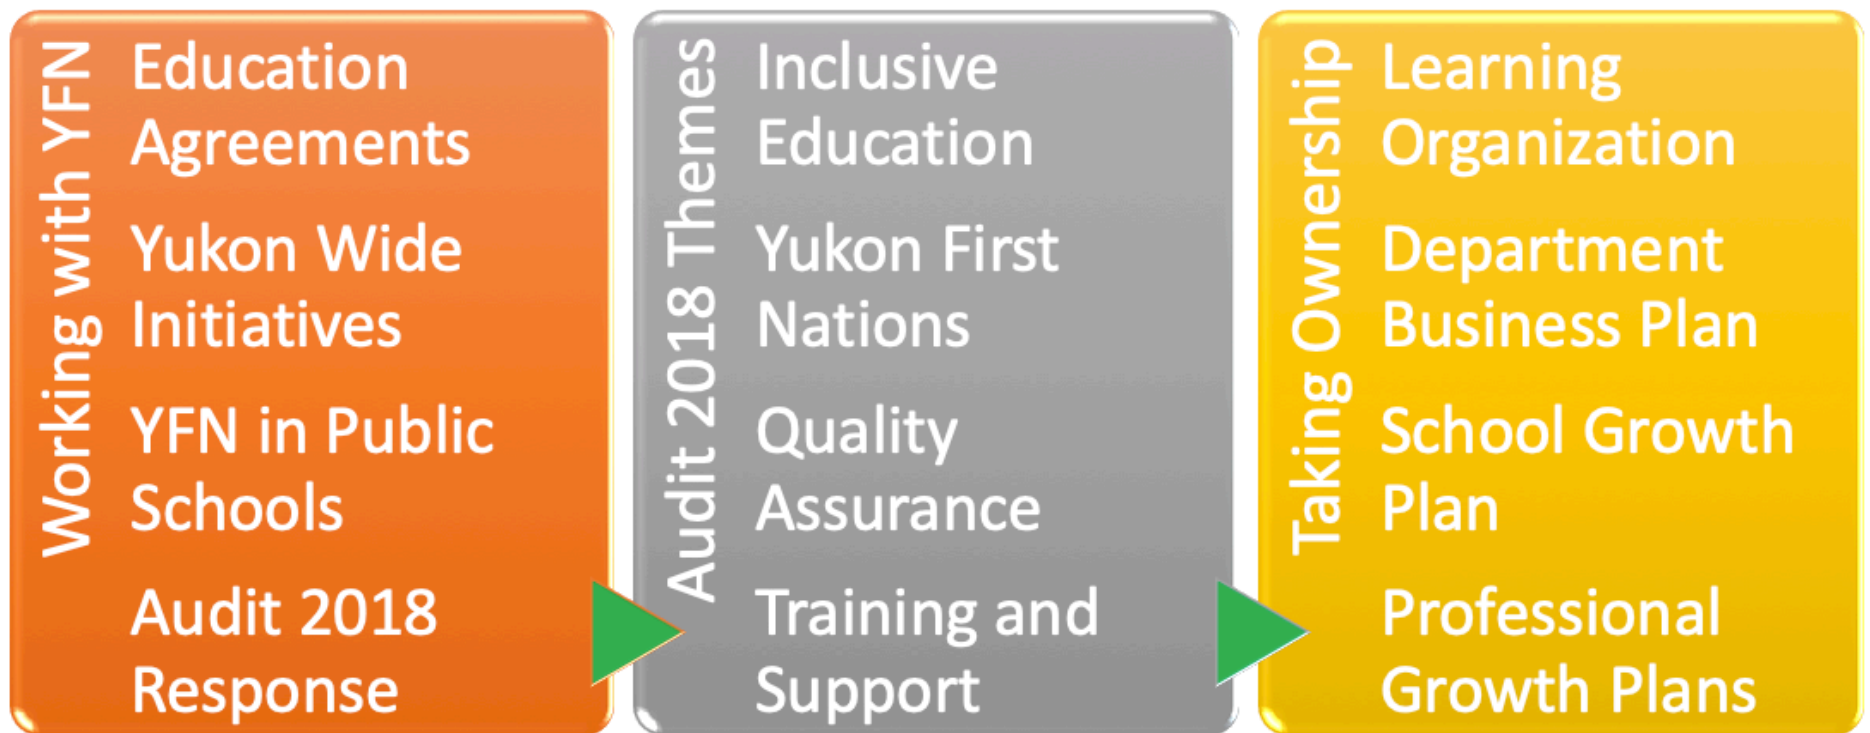 Working with YFN
Education
Agreements
Yukon Wide
Initiatives
YFN in Public
Schools
Audit 2018
Response
Audit 2018 Themes
Inclusive
Education
Yukon First
Nations
Quality
Assurance
Training and
Support
Taking Ownership
Learning
Organization
Department
Business Plan
School Growth
Plan
Professional
Growth Plans